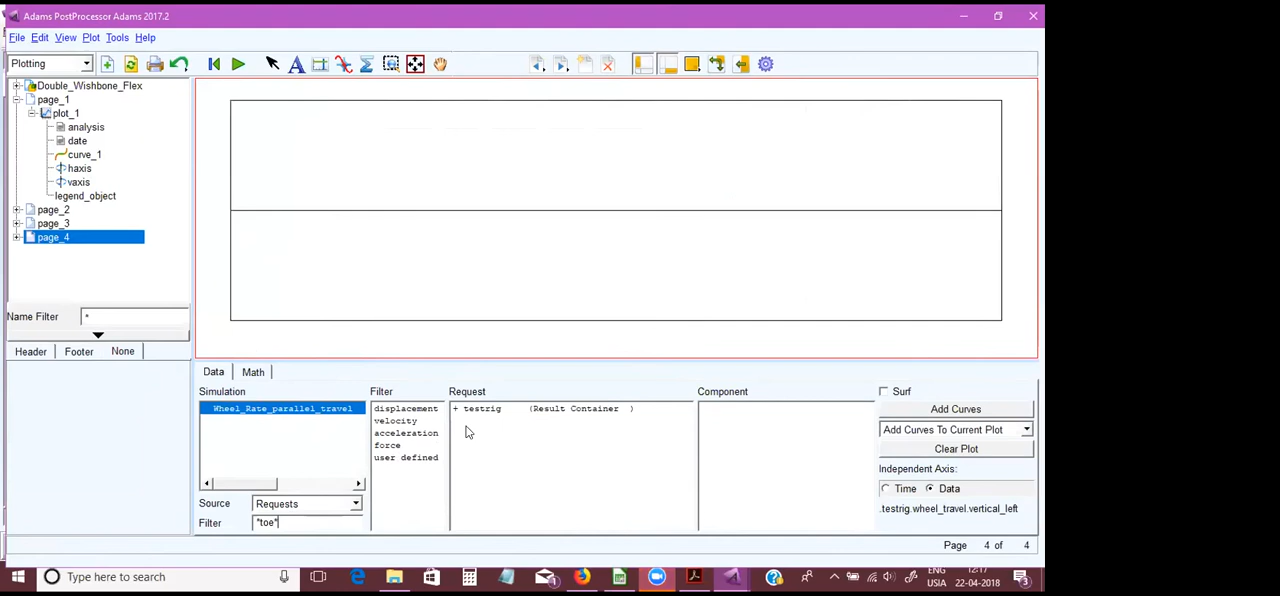 Adams PostProcessor Adams 2017.2
File Edit View Plot Tools Help
Plotting
Double_Wishbone_Flex
page_1
plot_1
analysis
date
curve_1
haxis
vaxis
legend_object
page_2
page_3
page_4
Name Filter *
Header Footer None
Data Math
Simulation Filter Request Component Surf
Wheel_Rate_parallel_travel
displacement
velocity
acceleration
force
user defined
+ testrig (Result Container )
Add Curves
Add Curves To Current Plot
Clear Plot
Independent Axis:
Time Data
.testrig.wheel_travel.vertical_left
Source Requests
Filter *toe*
Page 4 of 4
Type here to search
ENG
USIA
12:17
22-04-2018